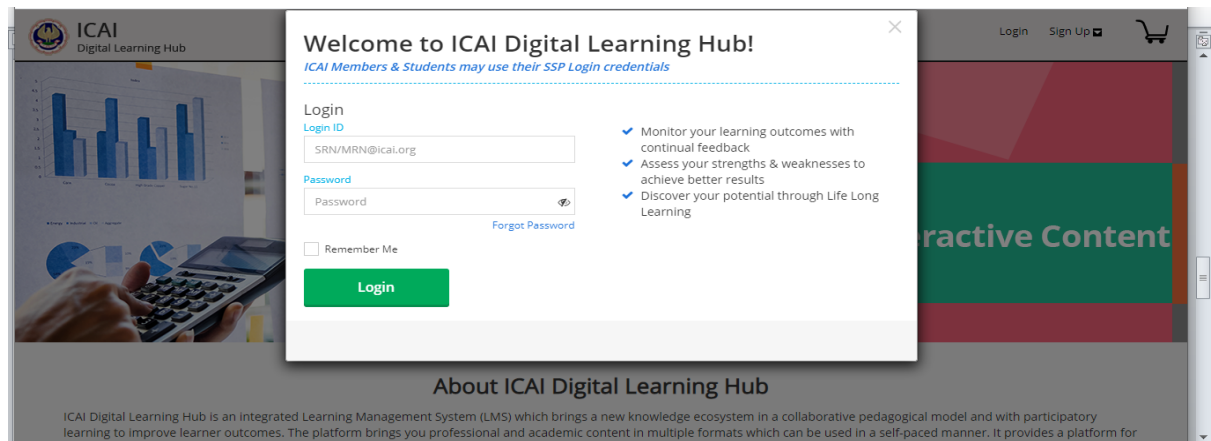 ICAI
Digital Learning Hub
Login Sign Up
Welcome to ICAI Digital Learning Hub!
ICAI Members & Students may use their SSP Login credentials
Login
Login ID
SRN/MRN@icai.org
Password
Password
Forgot Password
Remember Me
Login
Monitor your learning outcomes with
continual feedback
Assess your strengths & weaknesses to
achieve better results
Discover your potential through Life Long
Learning
ractive Content
About ICAI Digital Learning Hub
ICAI Digital Learning Hub is an integrated Learning Management System (LMS) which brings a new knowledge ecosystem in a collaborative pedagogical model and with participatory
learning to improve learner outcomes. The platform brings you professional and academic content in multiple formats which can be used in a self-paced manner. It provides a platform for